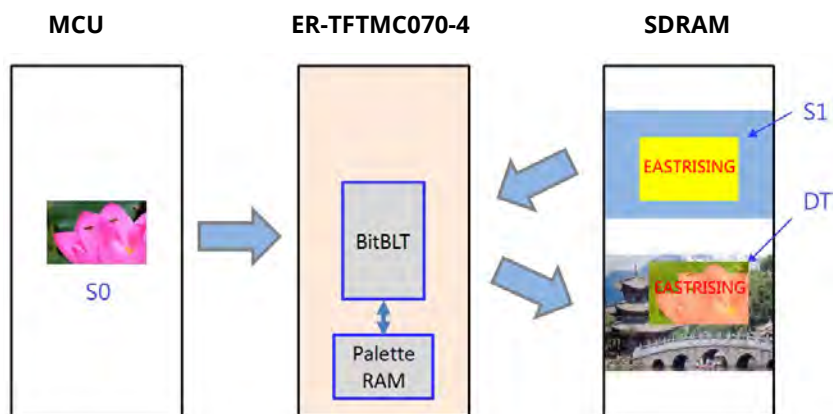 MCU
ER-TFTMC070-4
SDRAM
S1
EASTRISING
DT
BitBLT
S0
EASTRISING
Palette
RAM